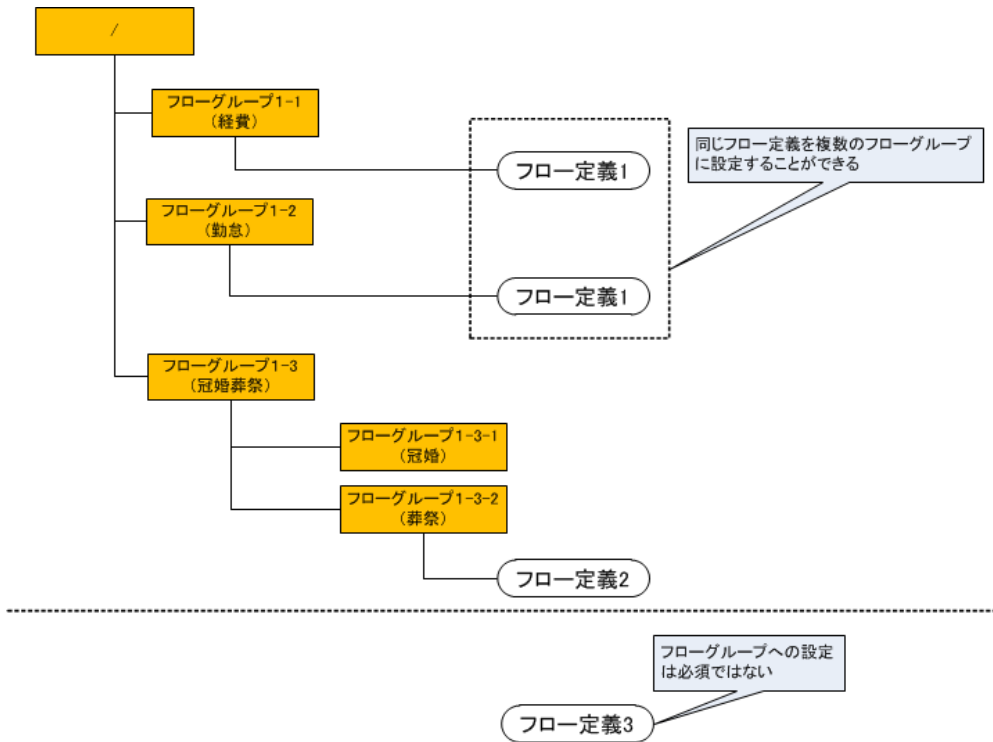 /
フローグループ1-1
(経費)
同じフロー定義を複数のフローグループ
に設定することができる
フロー定義1
フローグループ1-2
(勤怠)
フロー定義1
フローグループ1-3
(冠婚葬祭)
フローグループ1-3-1
(冠婚)
フローグループ1-3-2
(葬祭)
フロー定義2
フローグループへの設定
は必須ではない
フロー定義3